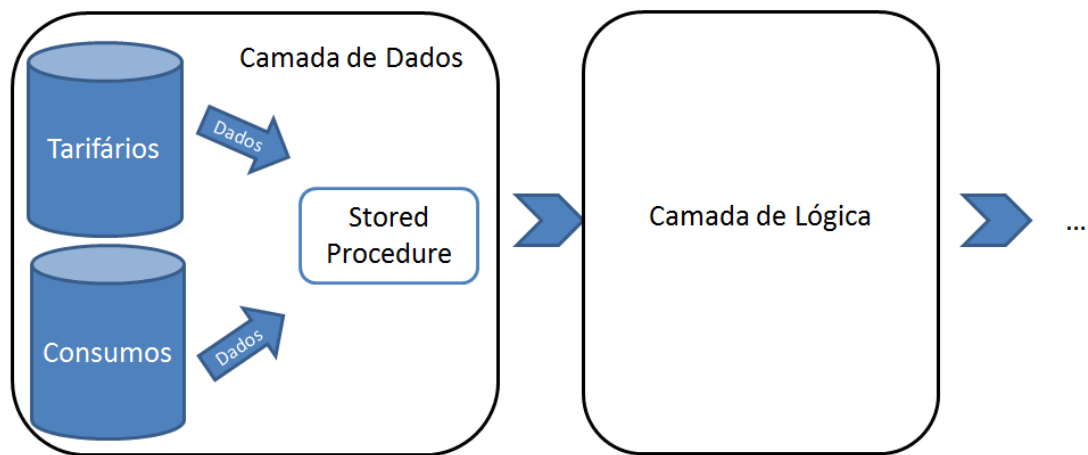 Camada de Dados
Tarifários
Dados
Stored
Procedure
Consumos
Dados
Camada de Lógica
...